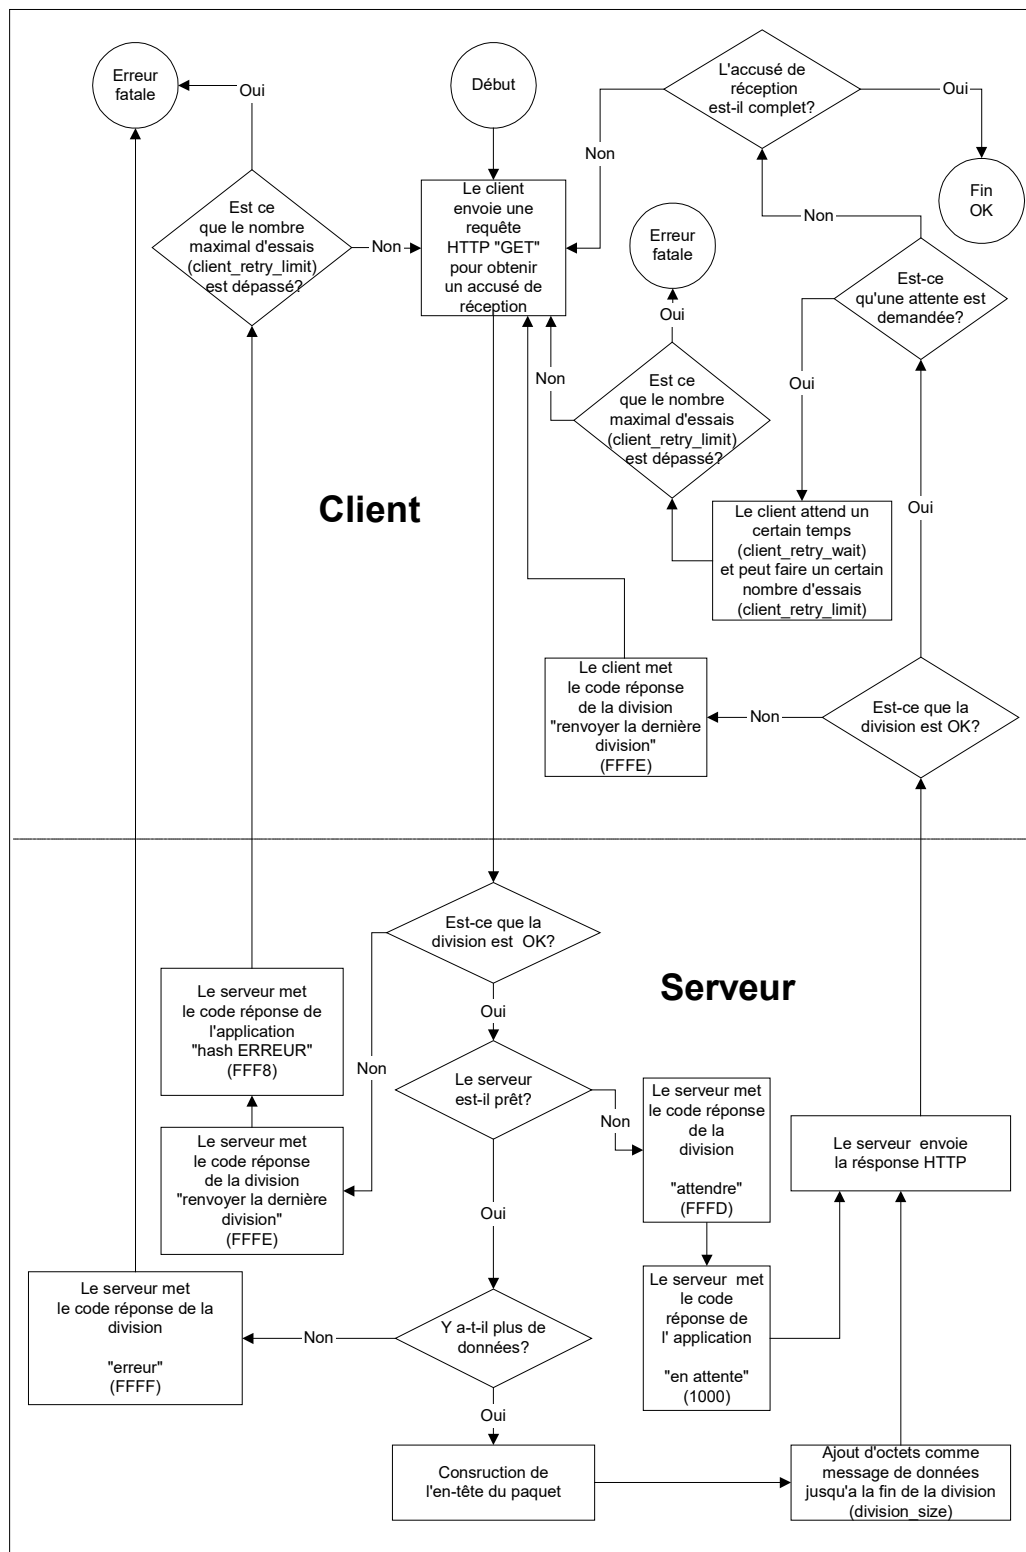 Erreur
fatale
Oui
Début
L'accusé de
réception
est-il complet?
Oui
Non
Fin
OK
Est ce
que le nombre
maximal d'essais
(client_retry_limit)
est dépassé?
Non
Le client
envoie une
requête
HTTP "GET"
pour obtenir
un accusé de
réception
Erreur
fatale
Non
Est-ce
qu'une attente est
demandée?
Oui
Non
Est ce
que le nombre
maximal d'essais
(client_retry_limit)
est dépassé?
Oui
Client
Le client attend un
certain temps
(client_retry_wait)
et peut faire un certain
nombre d'essais
(client_retry_limit)
Oui
Le client met
le code réponse
de la division
"renvoyer la dernière
division"
(FFFE)
Non
Est-ce que la
division est OK?
Est-ce que la
division est  OK?
Serveur
Le serveur met
le code réponse de
l'application
"hash ERREUR"
(FFF8)
Oui
Non
Le serveur
est-il prêt?
Non
Le serveur met
le code réponse
de la
division
"attendre"
(FFFD)
Le serveur  envoie
la résponse HTTP
Le serveur met
le code réponse
de la division
"renvoyer la dernière
division"
(FFFE)
Oui
Le serveur met
le code réponse de la
division
"erreur"
(FFFF)
Non
Y a-t-il plus de
données?
Le serveur  met
le code
réponse de
l' application
"en attente"
(1000)
Oui
Consruction de
l'en-tête du paquet
Ajout d'octets comme
message de données
jusqu'a la fin de la division
(division_size)